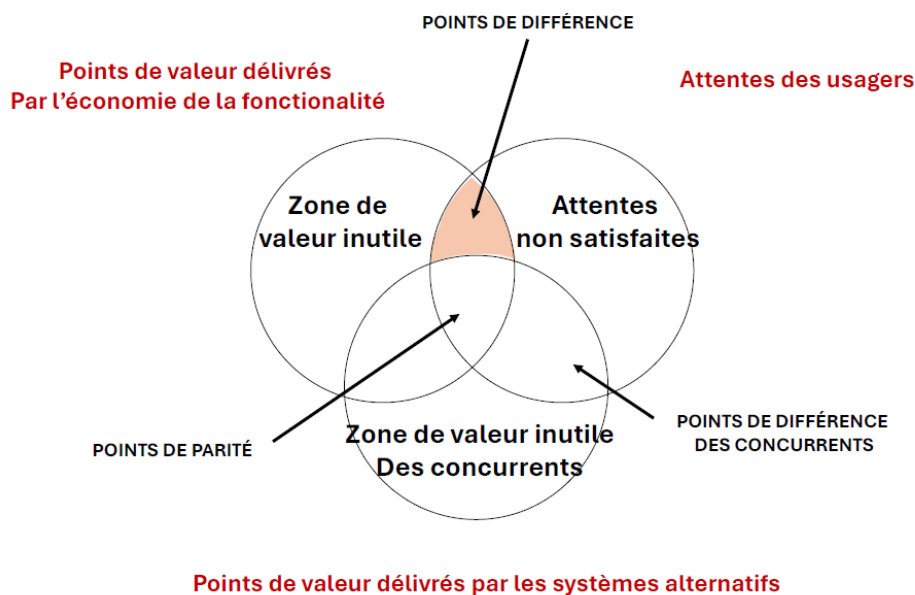 POINTS DE DIFFÉRENCE
Points de valeur délivrés
Par l'économie de la fonctionalité
Attentes des usagers
Zone de
valeur inutile
Attentes
non satisfaites
POINTS DE PARITÉ
Zone de valeur inutile
Des concurrents
POINTS DE DIFFÉRENCE
DES CONCURRENTS
Points de valeur délivrés par les systèmes alternatifs